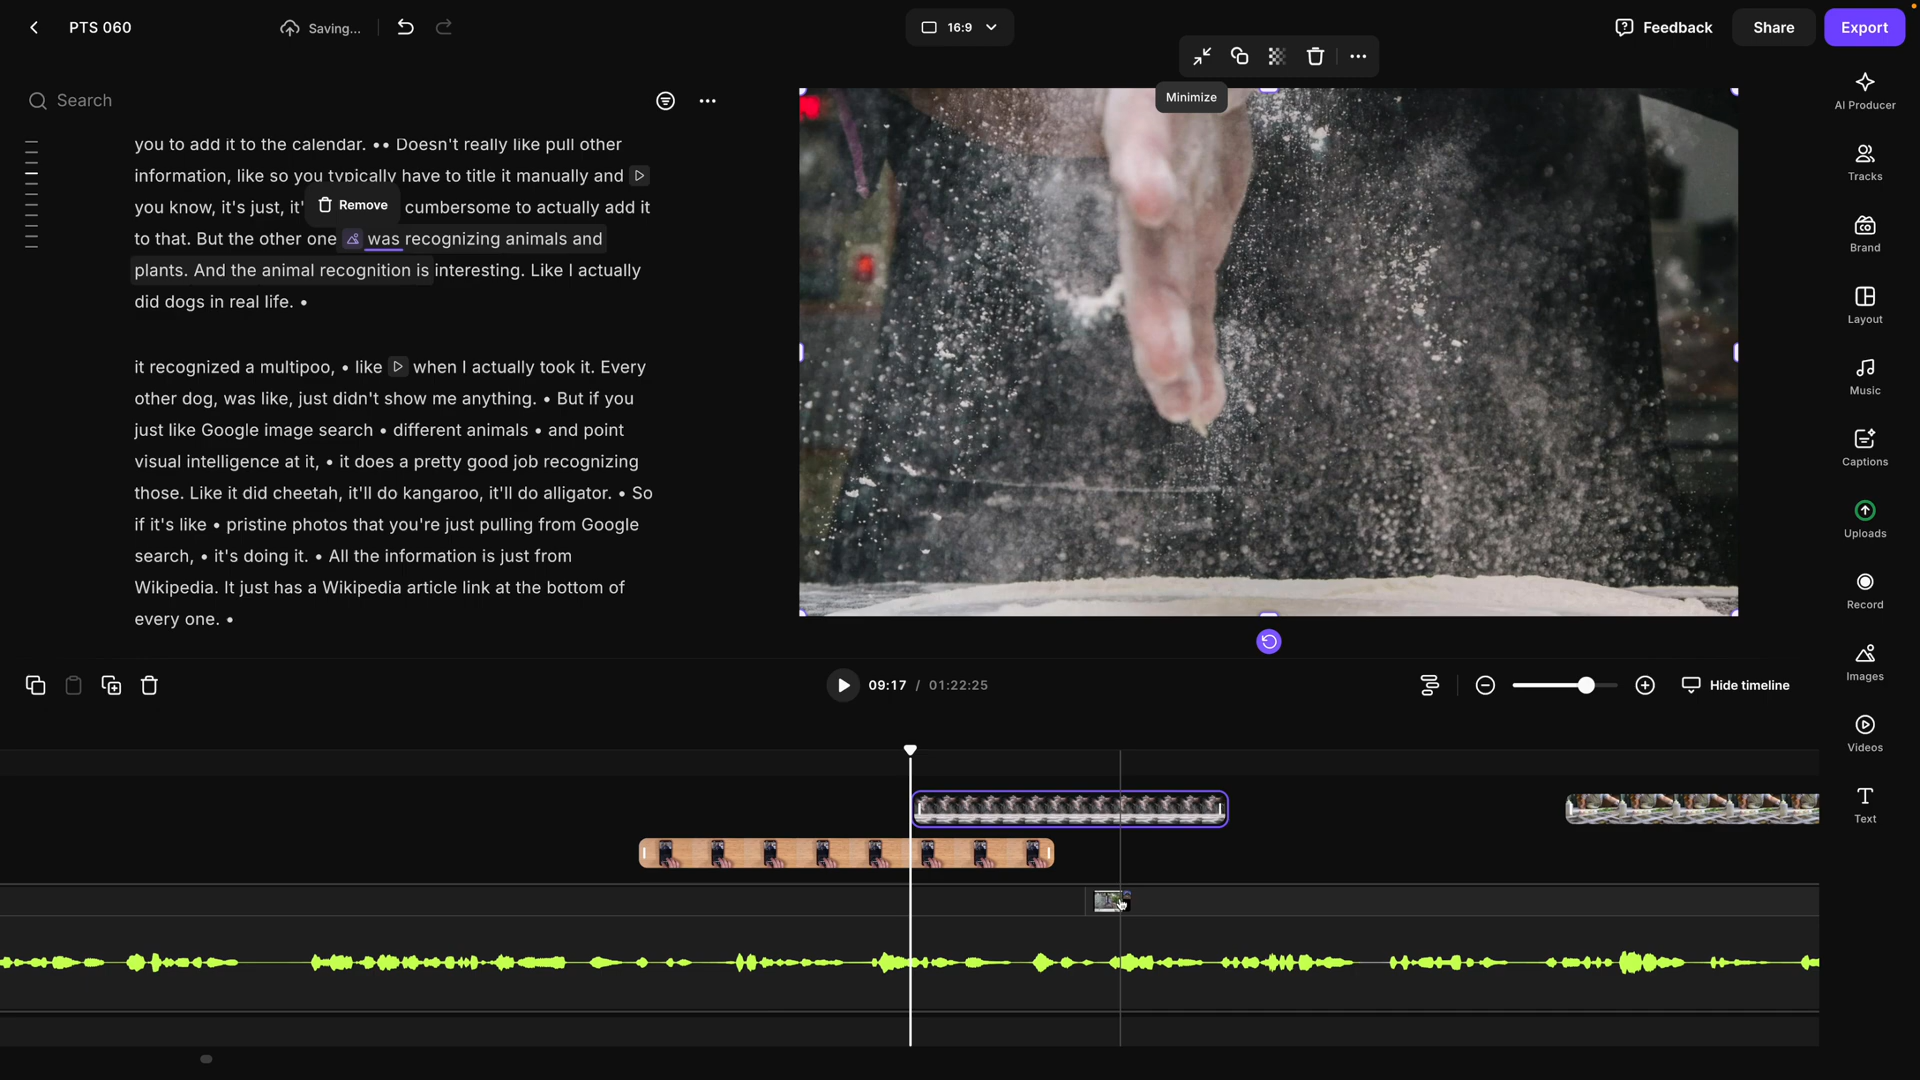 PTS 060
Saving...
16:9
Feedback
Share
Export
Minimize
Search
you to add it to the calendar. •• Doesn't really like pull other
information, like so you typically have to title it manually and
you know, it's just, it' Remove cumbersome to actually add it
to that. But the other one was recognizing animals and
plants. And the animal recognition is interesting. Like I actually
did dogs in real life. •
it recognized a multipoo, • like when I actually took it. Every
other dog, was like, just didn't show me anything. • But if you
just like Google image search • different animals • and point
visual intelligence at it, • it does a pretty good job recognizing
those. Like it did cheetah, it'll do kangaroo, it'll do alligator. • So
if it's like • pristine photos that you're just pulling from Google
search, • it's doing it. • All the information is just from
Wikipedia. It just has a Wikipedia article link at the bottom of
every one. •
AI Producer
Tracks
Brand
Layout
Music
Captions
Uploads
Record
Images
Videos
Text
09:17 / 01:22:25
Hide timeline